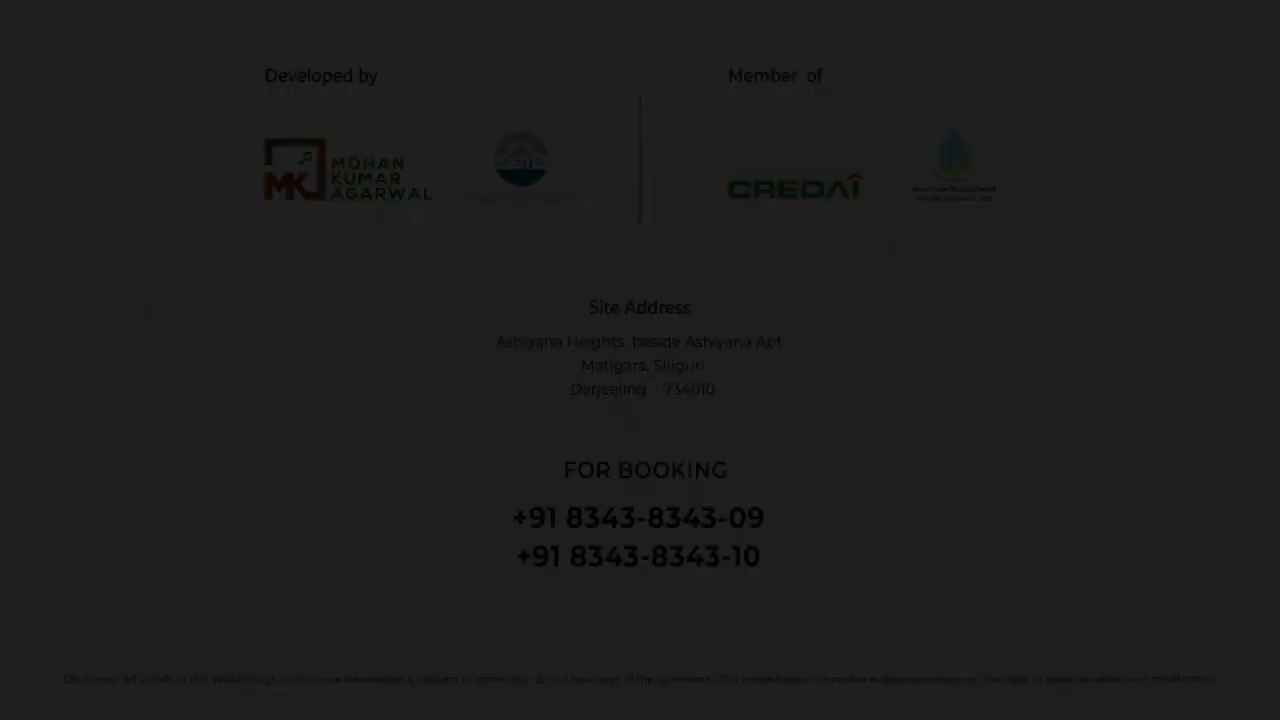 Developed by
Member of
MOHAN
KUMAR
MK AGARWAL
CREDAI
Site Address
Ashiyana Heights, beside Ashiyana Apt
Matigara, Siliguri
Darjeeling - 734010
FOR BOOKING
+91 8343-8343-09
+91 8343-8343-10